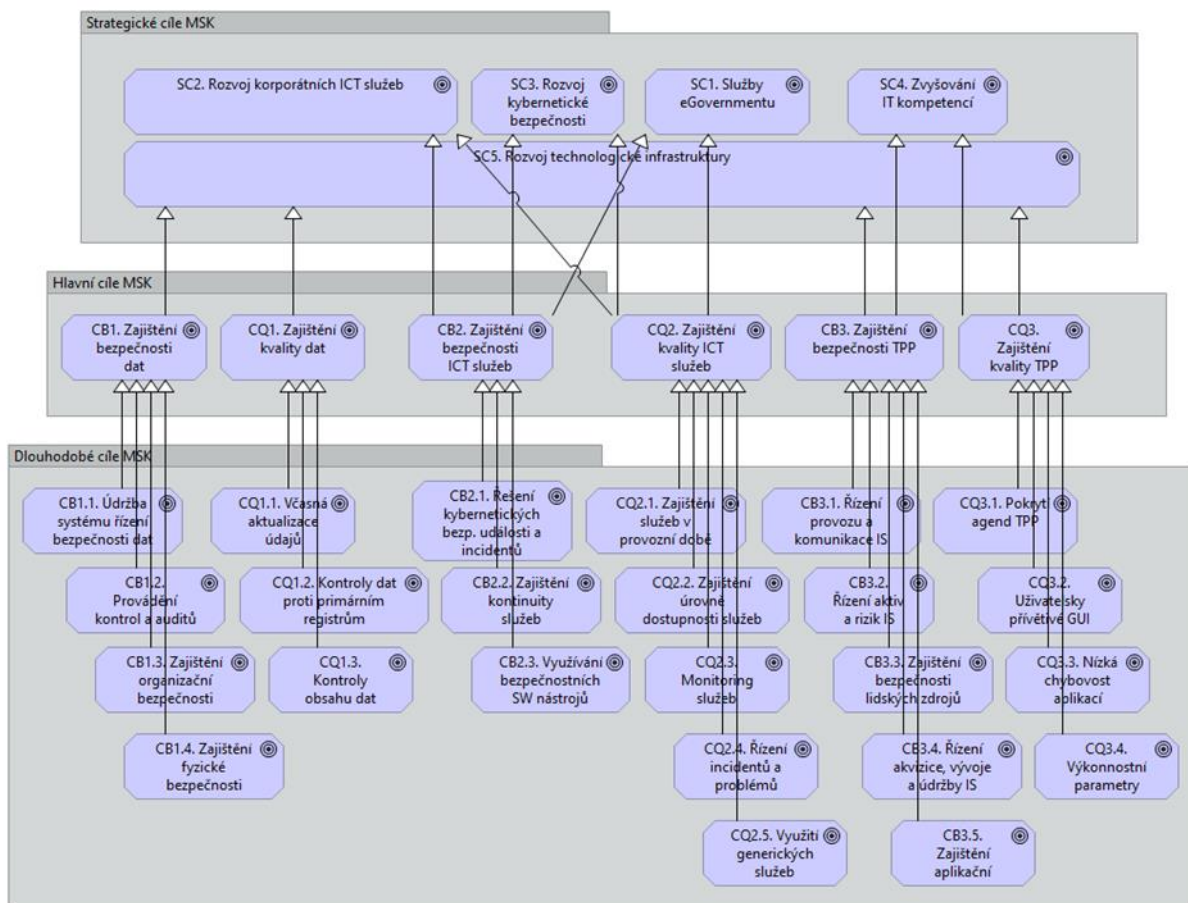 Strategické cíle MSK
SC2. Rozvoj korporátních ICT služeb
SC3. Rozvoj
kybernetické
bezpečnosti
SC1. Služby
eGovernmentu
SC4. Zvyšování
IT kompetencí
SC5. Rozvoj technologické infrastruktury
Hlavní cíle MSK
CB1. Zajištění
bezpečnosti
dat
CQ1. Zajištění
kvality dat
CB2. Zajištění
bezpečnosti
ICT služeb
CQ2. Zajištění
kvality ICT
služeb
CB3. Zajištění
bezpečnosti TPP
CQ3.
Zajištění
kvality TPP
Dlouhodobé cíle MSK
CB1.1. Údržba
systému řízení
bezpečnosti dat
CQ1.1. Včasná
aktualizace
údajů
CB2.1. Řešení
kybernetických
bezp. události a
incidentů
CQ2.1. Zajištění
služeb v
provozní době
CB3.1. Řízení
provozu a
komunikace IS
CQ3.1. Pokrytí
agend TPP
CB1.2.
Provádění
kontrol a auditů
CQ1.2. Kontroly dat
proti primárním
registrům
CB2.2. Zajištění
kontinuity
služeb
CQ2.2. Zajištění
úrovně
dostupnosti služeb
CB3.2.
Řízení aktiv
a rizik IS
CQ3.2.
Uživatelsky
přívětivé GUI
CB1.3. Zajištění
organizační
bezpečnosti
CQ1.3.
Kontroly
obsahu dat
CB2.3. Využívání
bezpečnostních
SW nástrojů
CQ2.3.
Monitoring
služeb
CB3.3. Zajištění
bezpečnosti
lidských zdrojů
CQ3.3. Nízká
chybovost
aplikací
CB1.4. Zajištění
fyzické
bezpečnosti
CQ2.4. Řízení
incidentů a
problémů
CB3.4. Řízení
akvizice, vývoje
a údržby IS
CQ3.4.
Výkonnostní
parametry
CQ2.5. Využití
generických
služeb
CB3.5.
Zajištění
aplikační